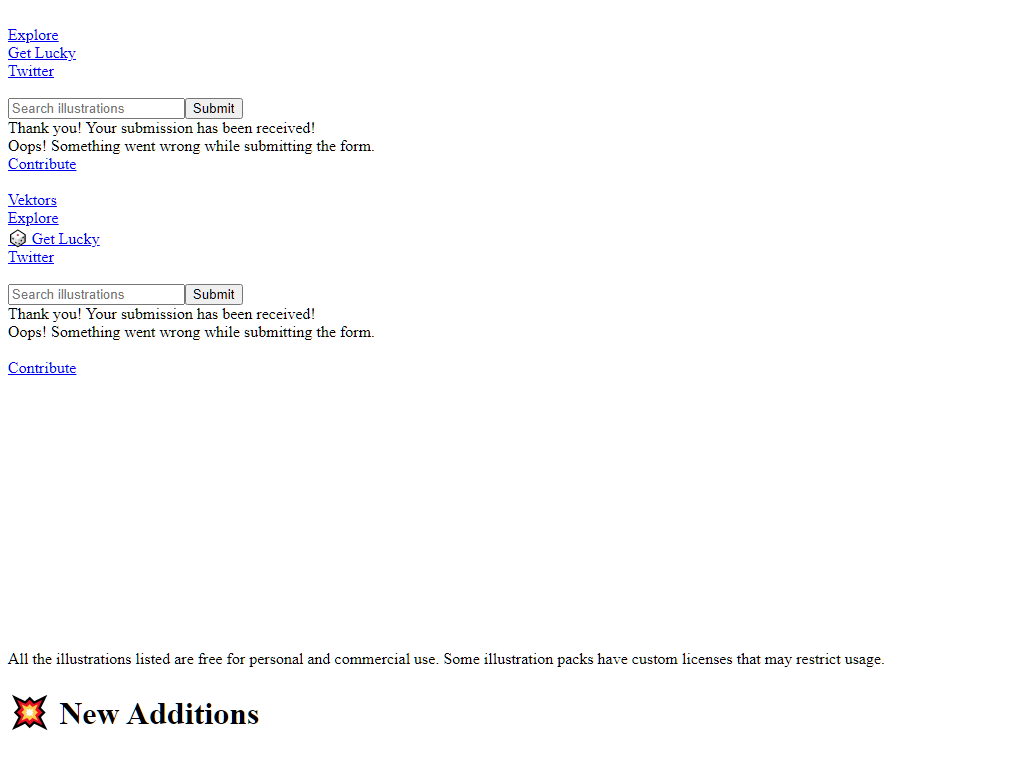 Explore
Get Lucky
Twitter
Search illustrations Submit
Thank you! Your submission has been received!
Oops! Something went wrong while submitting the form.
Contribute
Vektors
Explore
🎲 Get Lucky
Twitter
Search illustrations Submit
Thank you! Your submission has been received!
Oops! Something went wrong while submitting the form.
Contribute
All the illustrations listed are free for personal and commercial use. Some illustration packs have custom licenses that may restrict usage.
💥 New Additions